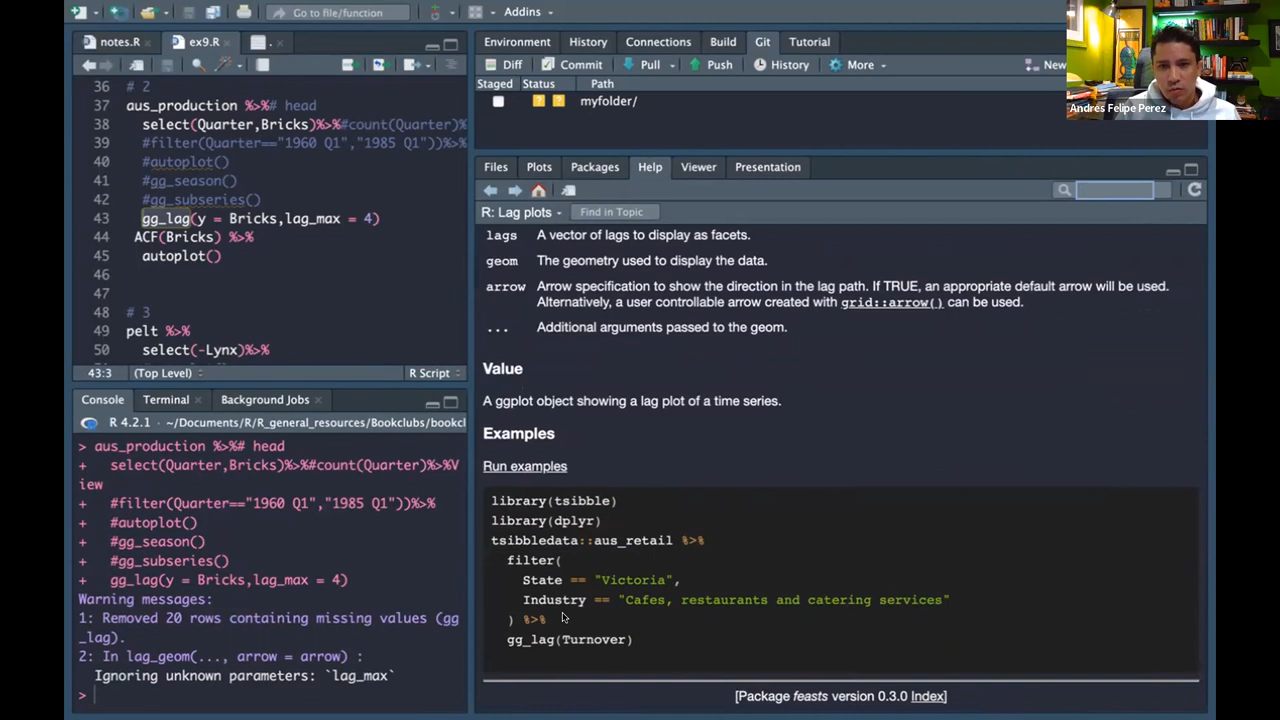 Go to file/function
Addins
notes.R
ex9.R
36 # 2
37 aus_production %>%# head
38 select(Quarter,Bricks)%>%#count(Quarter)%
39 #filter(Quarter=="1960 Q1","1985 Q1"))%>%
40 #autoplot()
41 #gg_season()
42 #gg_subseries()
43 gg_lag(y = Bricks,lag_max = 4)
44 ACF(Bricks) %>%
45 autoplot()
46
47
48 # 3
49 pelt %>%
50 select(-Lynx)%>%
43:3 (Top Level) R Script
Console Terminal Background Jobs
R 4.2.1 · ~/Documents/R/R_general_resources/Bookclubs/bookcl
> aus_production %>%# head
+ select(Quarter,Bricks)%>%#count(Quarter)%>%V
iew
+ #filter(Quarter=="1960 Q1","1985 Q1"))%>%
+ #autoplot()
+ #gg_season()
+ #gg_subseries()
+ gg_lag(y = Bricks,lag_max = 4)
Warning messages:
1: Removed 20 rows containing missing values (gg
_lag).
2: In lag_geom(..., arrow = arrow) :
Ignoring unknown parameters: `lag_max`
>
Environment History Connections Build Git Tutorial
Diff Commit Pull Push History More New
Staged Status Path
? ? myfolder/
Files Plots Packages Help Viewer Presentation
R: Lag plots Find in Topic
lags A vector of lags to display as facets.
geom The geometry used to display the data.
arrow Arrow specification to show the direction in the lag path. If TRUE, an appropriate default arrow will be used.
Alternatively, a user controllable arrow created with grid::arrow() can be used.
... Additional arguments passed to the geom.
Value
A ggplot object showing a lag plot of a time series.
Examples
Run examples
library(tsibble)
library(dplyr)
tsibbledata::aus_retail %>%
filter(
State == "Victoria",
Industry == "Cafes, restaurants and catering services"
) %>%
gg_lag(Turnover)
[Package feasts version 0.3.0 Index]
Andres Felipe Perez